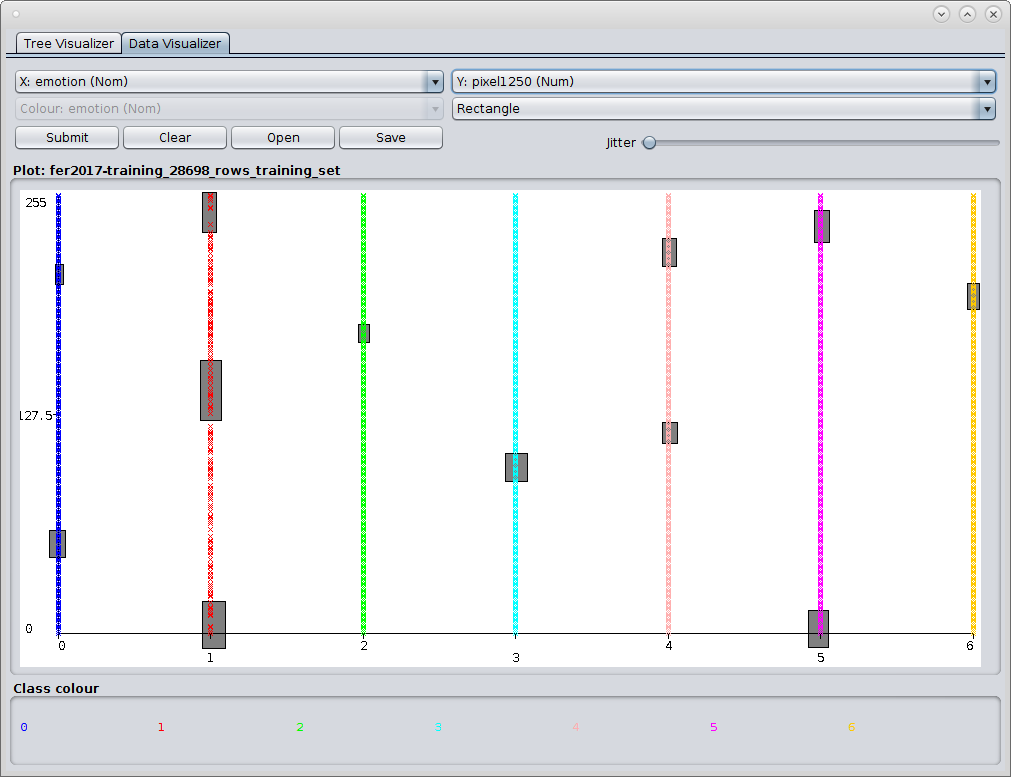 Tree Visualizer Data Visualizer
X: emotion (Nom) Y: pixel1250 (Num)
Colour: emotion (Nom) Rectangle
Submit Clear Open Save Jitter
Plot: fer2017-training_28698_rows_training_set
255
127.5
0
0 1 2 3 4 5 6
Class colour
0 1 2 3 4 5 6